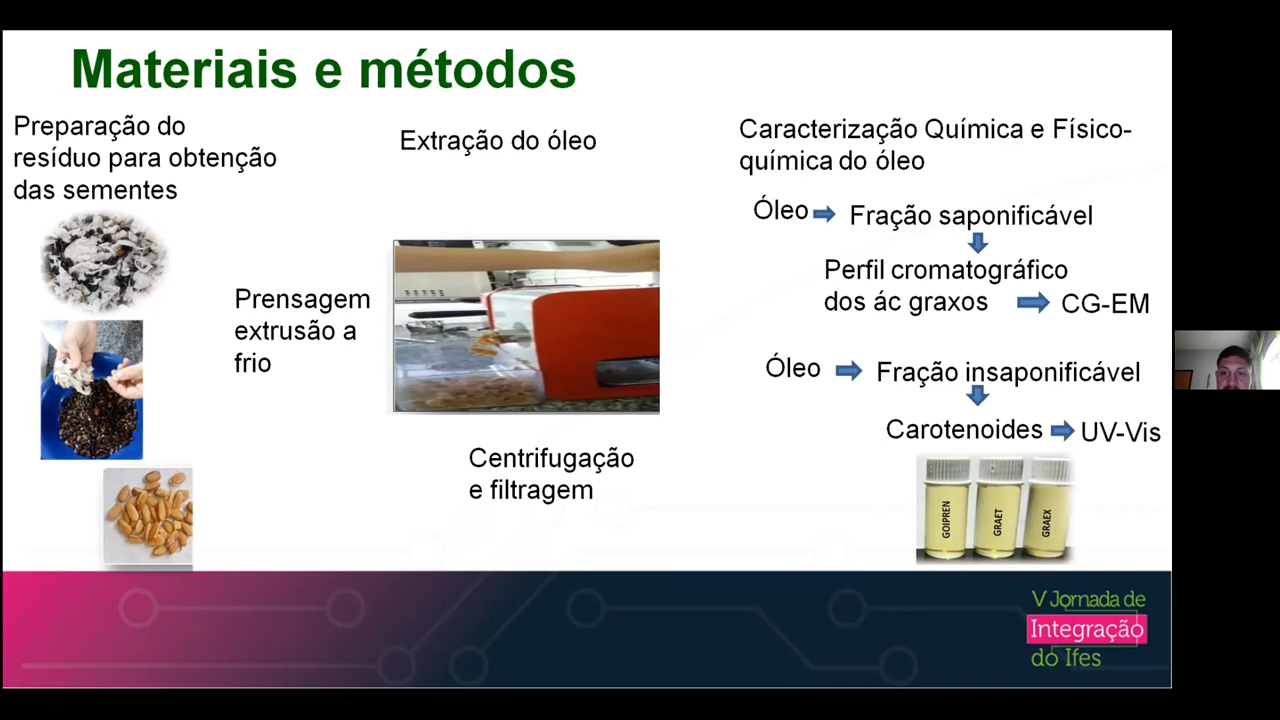 Materiais e métodos
Preparação do
resíduo para obtenção
das sementes
Extração do óleo
Prensagem
extrusão a
frio
Centrifugação
e filtragem
Caracterização Química e Físico-
química do óleo
Óleo
Fração saponificável
Perfil cromatográfico
dos ác graxos
CG-EM
Óleo
Fração insaponificável
Carotenoides
UV-Vis
GOIPREN
GRAET
GRAEX
V Jornada de
Integração
do Ifes